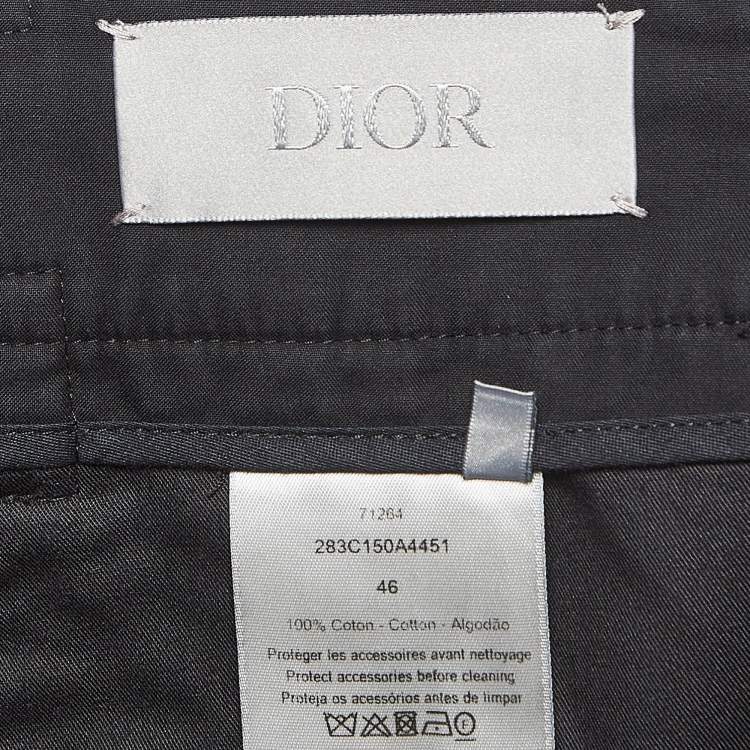 DIOR
71264
283C150A4451
46
100% Coton - Cotton - Algodão
Protéger les accessoires avant nettoyage
Protect accessories before cleaning
Proteja os acessórios antes de limpar